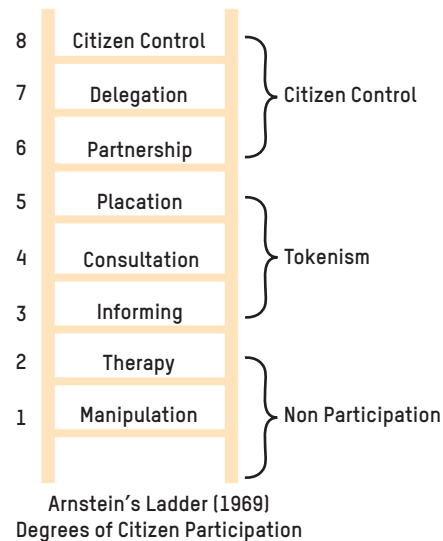 8 Citizen Control
7 Delegation
Citizen Control
6 Partnership
5 Placation
4 Consultation
Tokenism
3 Informing
2 Therapy
1 Manipulation
Non Participation
Arnstein's Ladder (1969)
Degrees of Citizen Participation